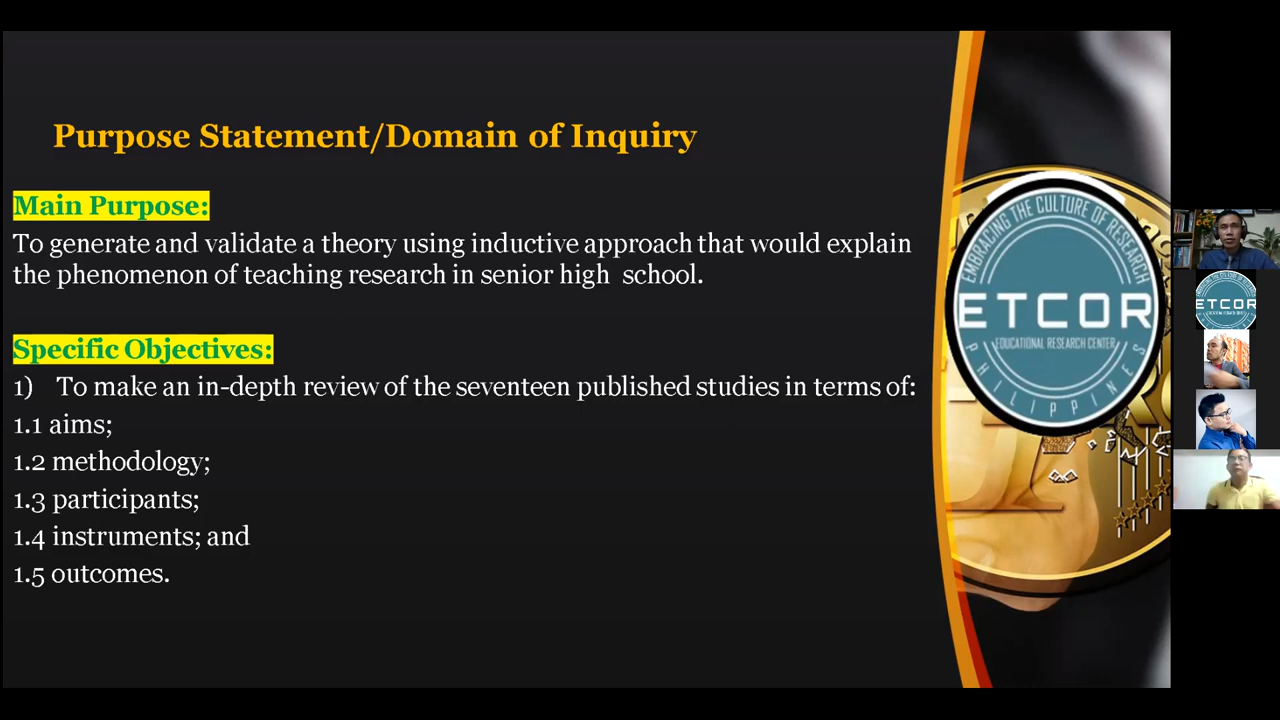 Purpose Statement/Domain of Inquiry
Main Purpose:
To generate and validate a theory using inductive approach that would explain
the phenomenon of teaching research in senior high school.
Specific Objectives:
1) To make an in-depth review of the seventeen published studies in terms of:
1.1 aims;
1.2 methodology;
1.3 participants;
1.4 instruments; and
1.5 outcomes.
EMBRACING THE CULTURE OF RESEARCH
ETCOR
EDUCATIONAL RESEARCH CENTER
PHILIPPINES
ETCOR